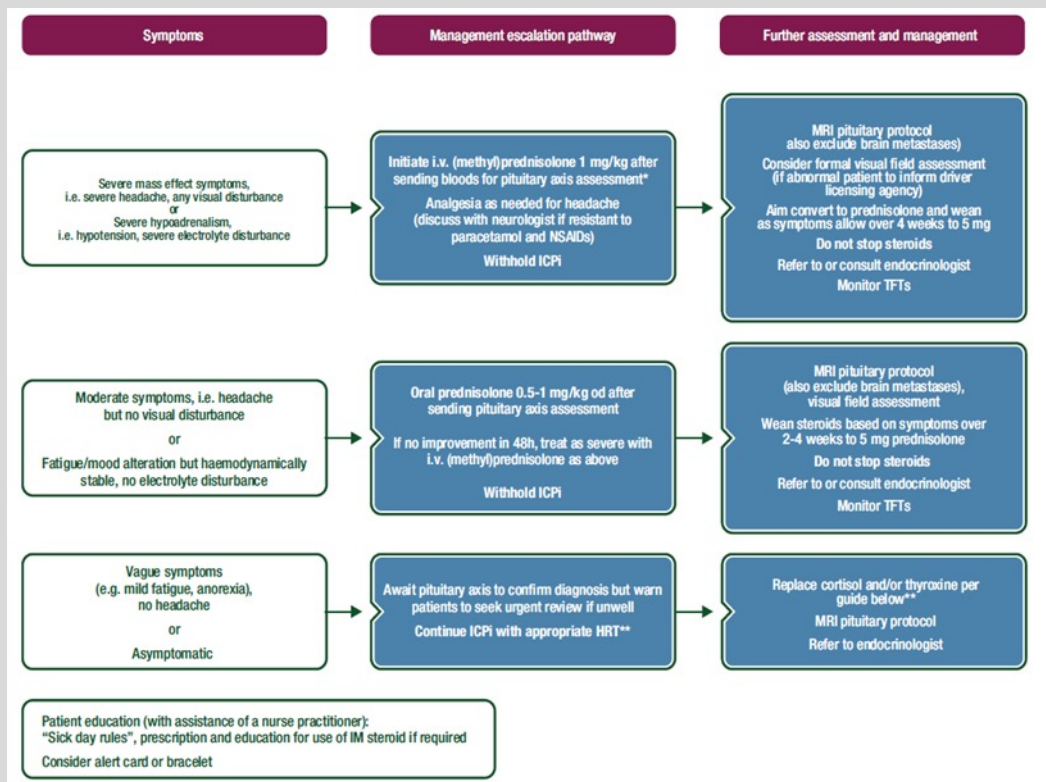 Symptoms
Management escalation pathway
Further assessment and management
Severe mass effect symptoms,
i.e. severe headache, any visual disturbance
or
Severe hypoadrenalism,
i.e. hypotension, severe electrolyte disturbance
Initiate i.v. (methyl)prednisolone 1 mg/kg after
sending bloods for pituitary axis assessment*
Analgesia as needed for headache
(discuss with neurologist if resistant to
paracetamol and NSAIDs)
Withhold ICPi
MRI pituitary protocol
also exclude brain metastases)
Consider formal visual field assessment
(if abnormal patient to inform driver
licensing agency)
Aim convert to prednisolone and wean
as symptoms allow over 4 weeks to 5 mg
Do not stop steroids
Refer to or consult endocrinologist
Monitor TFTs
Moderate symptoms, i.e. headache
but no visual disturbance
or
Fatigue/mood alteration but haemodynamically
stable, no electrolyte disturbance
Oral prednisolone 0.5-1 mg/kg od after
sending pituitary axis assessment
If no improvement in 48h, treat as severe with
i.v. (methyl)prednisolone as above
Withhold ICPi
MRI pituitary protocol
(also exclude brain metastases),
visual field assessment
Wean steroids based on symptoms over
2-4 weeks to 5 mg prednisolone
Do not stop steroids
Refer to or consult endocrinologist
Monitor TFTs
Vague symptoms
(e.g. mild fatigue, anorexia),
no headache
or
Asymptomatic
Await pituitary axis to confirm diagnosis but warn
patients to seek urgent review if unwell
Continue ICPi with appropriate HRT**
Replace cortisol and/or thyroxine per
guide below**
MRI pituitary protocol
Refer to endocrinologist
Patient education (with assistance of a nurse practitioner):
“Sick day rules”, prescription and education for use of IM steroid if required
Consider alert card or bracelet